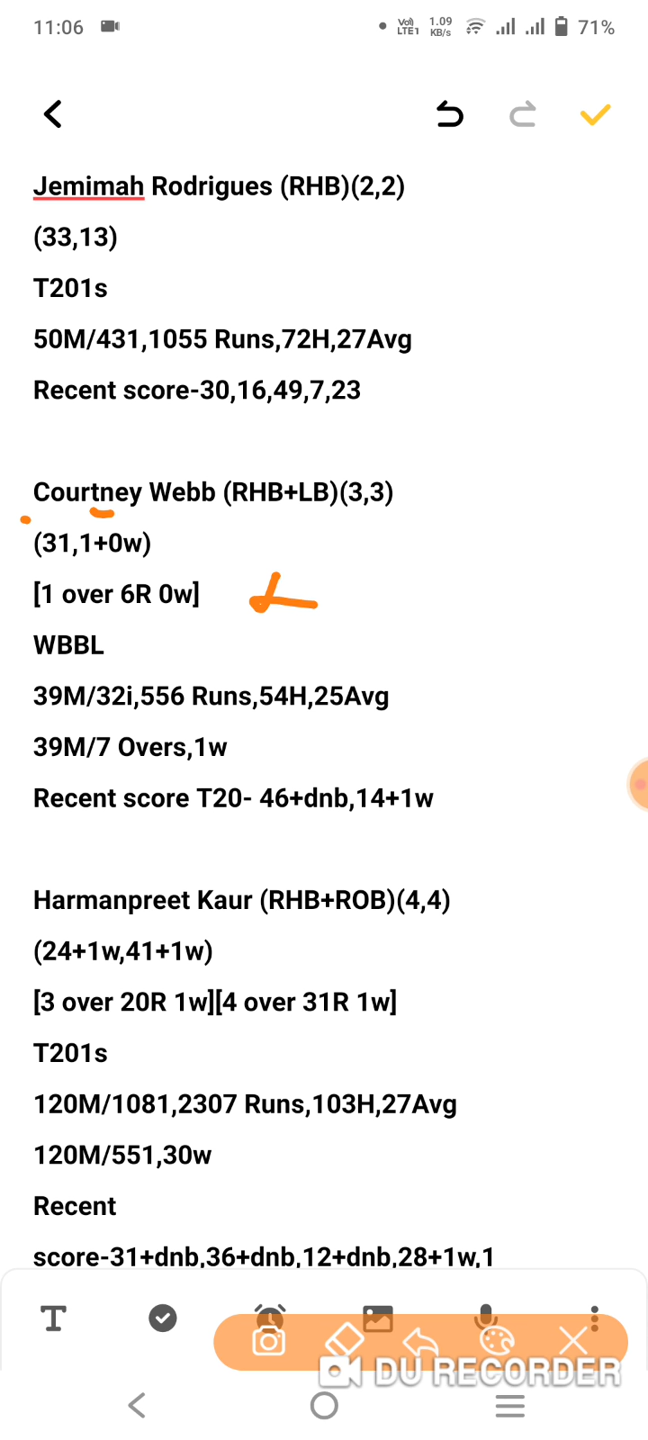 11:06
Vo) LTE1 1.09 KB/s 71%
Jemimah Rodrigues (RHB)(2,2)
(33,13)
T201s
50M/431,1055 Runs,72H,27Avg
Recent score-30,16,49,7,23
Courtney Webb (RHB+LB)(3,3)
(31,1+0w)
[1 over 6R 0w]
WBBL
39M/32i,556 Runs,54H,25Avg
39M/7 Overs,1w
Recent score T20- 46+dnb,14+1w
Harmanpreet Kaur (RHB+ROB)(4,4)
(24+1w,41+1w)
[3 over 20R 1w][4 over 31R 1w]
T201s
120M/1081,2307 Runs,103H,27Avg
120M/551,30w
Recent
score-31+dnb,36+dnb,12+dnb,28+1w,1
T
DU RECORDER